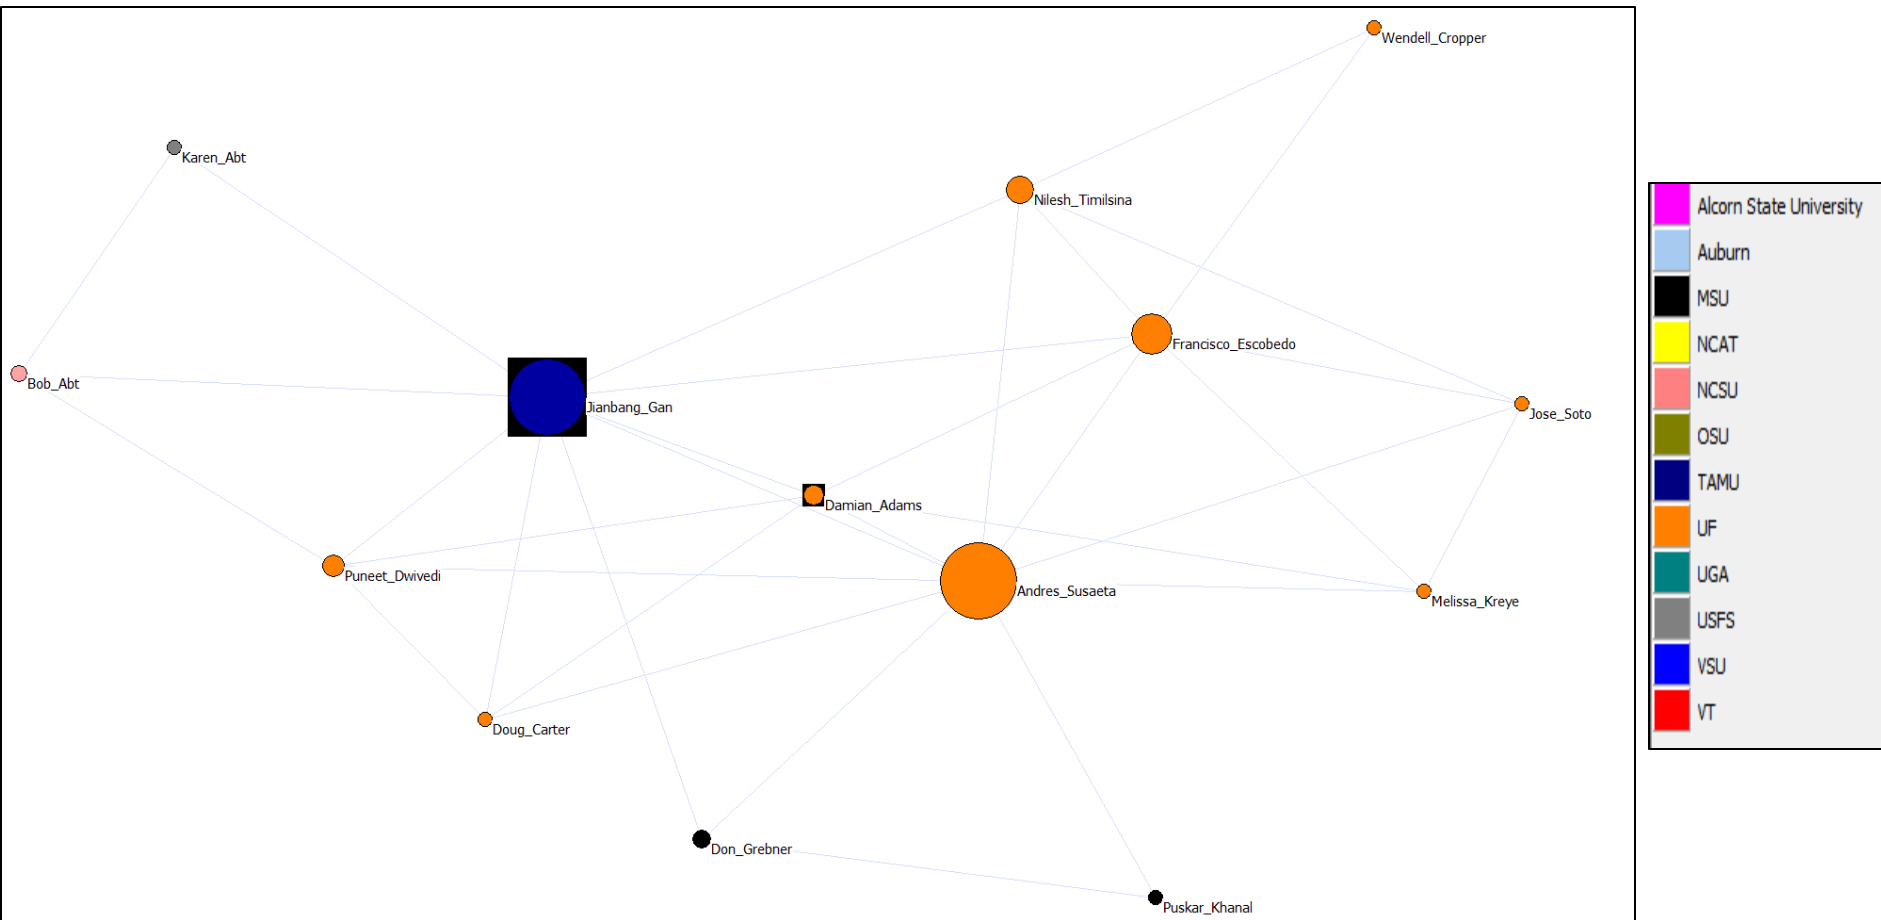 Wendell_Cropper
Karen_Abt
Nilesh_Timilsina
Francisco_Escobedo
Bob_Abt
Jianbang_Gan
Jose_Soto
Damian_Adams
Puneet_Dwivedi
Andres_Susaeta
Melissa_Kreye
Doug_Carter
Don_Grebner
Puskar_Khanal
Alcorn State University
Auburn
MSU
NCAT
NCSU
OSU
TAMU
UF
UGA
USFS
VSU
VT